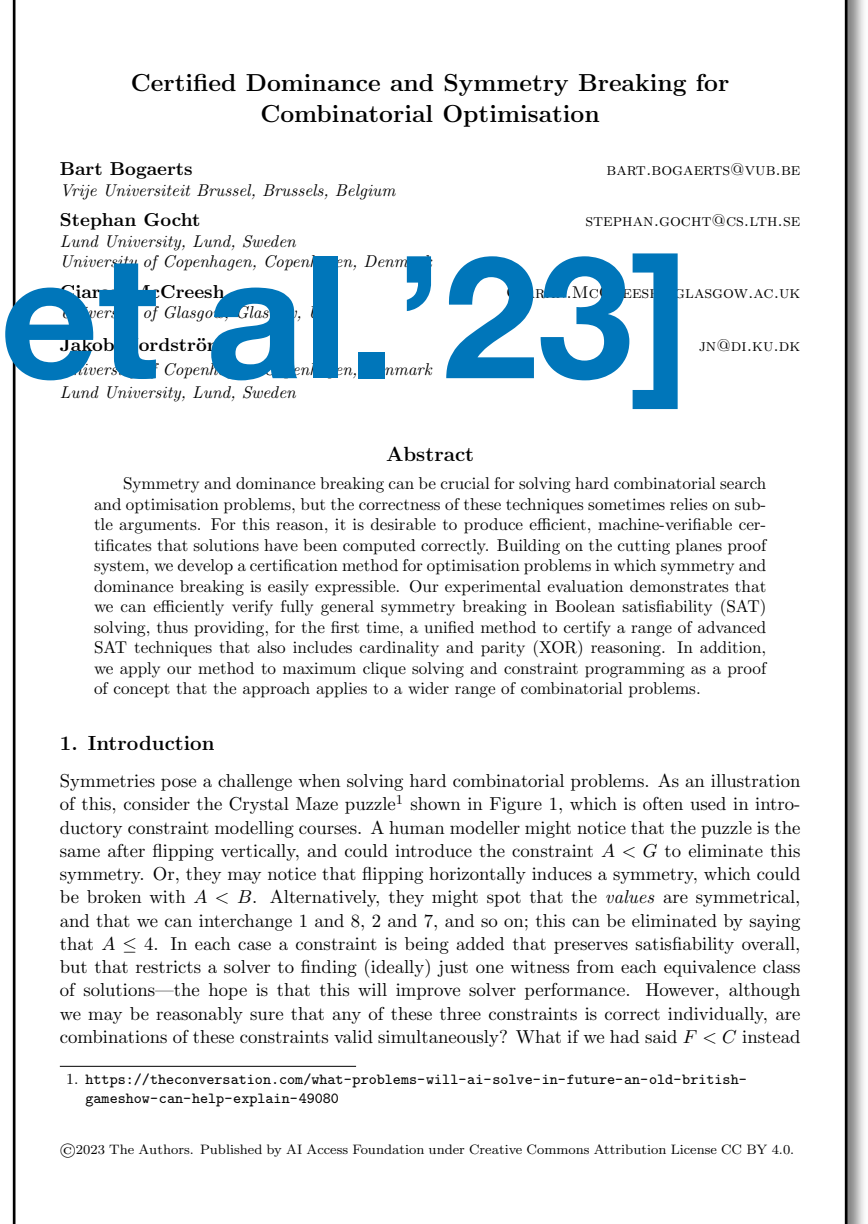 Certified Dominance and Symmetry Breaking for
Combinatorial Optimisation
Bart Bogaerts BART.BOGAERTS@VUB.BE
Vrije Universiteit Brussel, Brussels, Belgium
Stephan Gocht STEPHAN.GOCHT@CS.LTH.SE
Lund University, Lund, Sweden
University of Copenhagen, Denmark
et al.’23]
McCreesh GLASGOW.AC.UK
of Glasgow,
Jakob JN@DI.KU.DK
Lund University, Lund, Sweden
Abstract
Symmetry and dominance breaking can be crucial for solving hard combinatorial search
and optimisation problems, but the correctness of these techniques sometimes relies on sub-
tle arguments. For this reason, it is desirable to produce efficient, machine-verifiable cer-
tificates that solutions have been computed correctly. Building on the cutting planes proof
system, we develop a certification method for optimisation problems in which symmetry and
dominance breaking is easily expressible. Our experimental evaluation demonstrates that
we can efficiently verify fully general symmetry breaking in Boolean satisfiability (SAT)
solving, thus providing, for the first time, a unified method to certify a range of advanced
SAT techniques that also includes cardinality and parity (XOR) reasoning. In addition,
we apply our method to maximum clique solving and constraint programming as a proof
of concept that the approach applies to a wider range of combinatorial problems.
1. Introduction
Symmetries pose a challenge when solving hard combinatorial problems. As an illustration
of this, consider the Crystal Maze puzzle1 shown in Figure 1, which is often used in intro-
ductory constraint modelling courses. A human modeller might notice that the puzzle is the
same after flipping vertically, and could introduce the constraint A < G to eliminate this
symmetry. Or, they may notice that flipping horizontally induces a symmetry, which could
be broken with A < B. Alternatively, they might spot that the values are symmetrical,
and that we can interchange 1 and 8, 2 and 7, and so on; this can be eliminated by saying
that A ≤ 4. In each case a constraint is being added that preserves satisfiability overall,
but that restricts a solver to finding (ideally) just one witness from each equivalence class
of solutions—the hope is that this will improve solver performance. However, although
we may be reasonably sure that any of these three constraints is correct individually, are
combinations of these constraints valid simultaneously? What if we had said F < C instead
1. https://theconversation.com/what-problems-will-ai-solve-in-future-an-old-british-
gameshow-can-help-explain-49080
©2023 The Authors. Published by AI Access Foundation under Creative Commons Attribution License CC BY 4.0.